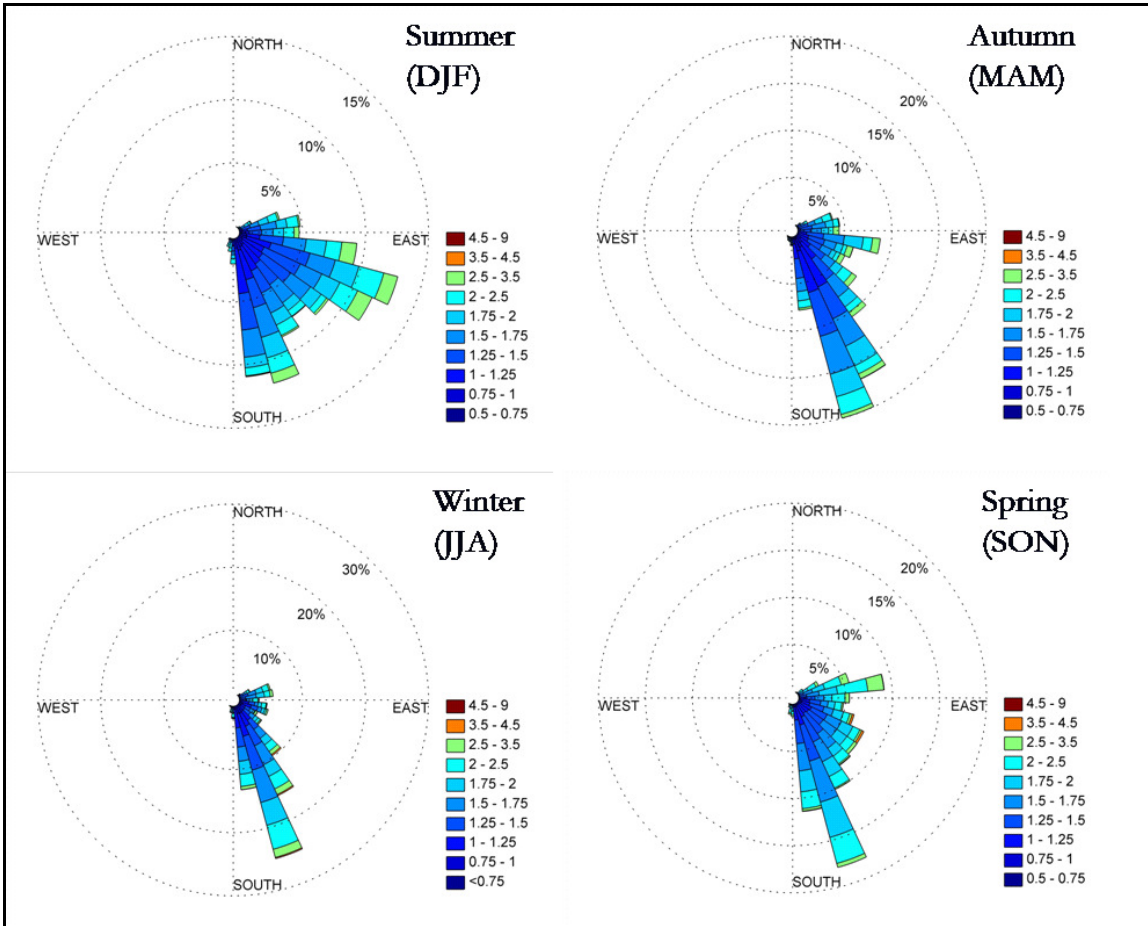 Summer
(DJF)
NORTH
15%
10%
5%
WEST
EAST
SOUTH
4.5 - 9
3.5 - 4.5
2.5 - 3.5
2 - 2.5
1.75 - 2
1.5 - 1.75
1.25 - 1.5
1 - 1.25
0.75 - 1
0.5 - 0.75
Autumn
(MAM)
NORTH
20%
15%
10%
5%
WEST
EAST
SOUTH
4.5 - 9
3.5 - 4.5
2.5 - 3.5
2 - 2.5
1.75 - 2
1.5 - 1.75
1.25 - 1.5
1 - 1.25
0.75 - 1
0.5 - 0.75
Winter
(JJA)
NORTH
30%
20%
10%
WEST
EAST
SOUTH
4.5 - 9
3.5 - 4.5
2.5 - 3.5
2 - 2.5
1.75 - 2
1.5 - 1.75
1.25 - 1.5
1 - 1.25
0.75 - 1
<0.75
Spring
(SON)
NORTH
20%
15%
10%
5%
WEST
EAST
SOUTH
4.5 - 9
3.5 - 4.5
2.5 - 3.5
2 - 2.5
1.75 - 2
1.5 - 1.75
1.25 - 1.5
1 - 1.25
0.75 - 1
0.5 - 0.75